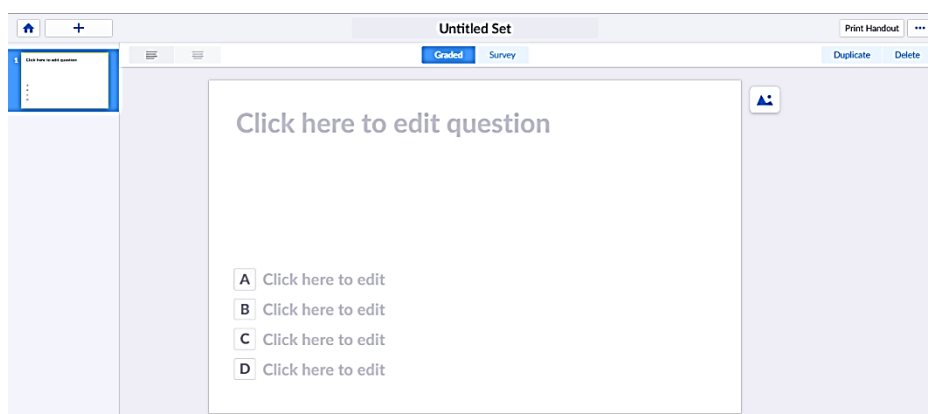 + Untitled Set Print Handout ...
1 Click here to edit question
Graded Survey Duplicate Delete
Click here to edit question
A Click here to edit
B Click here to edit
C Click here to edit
D Click here to edit